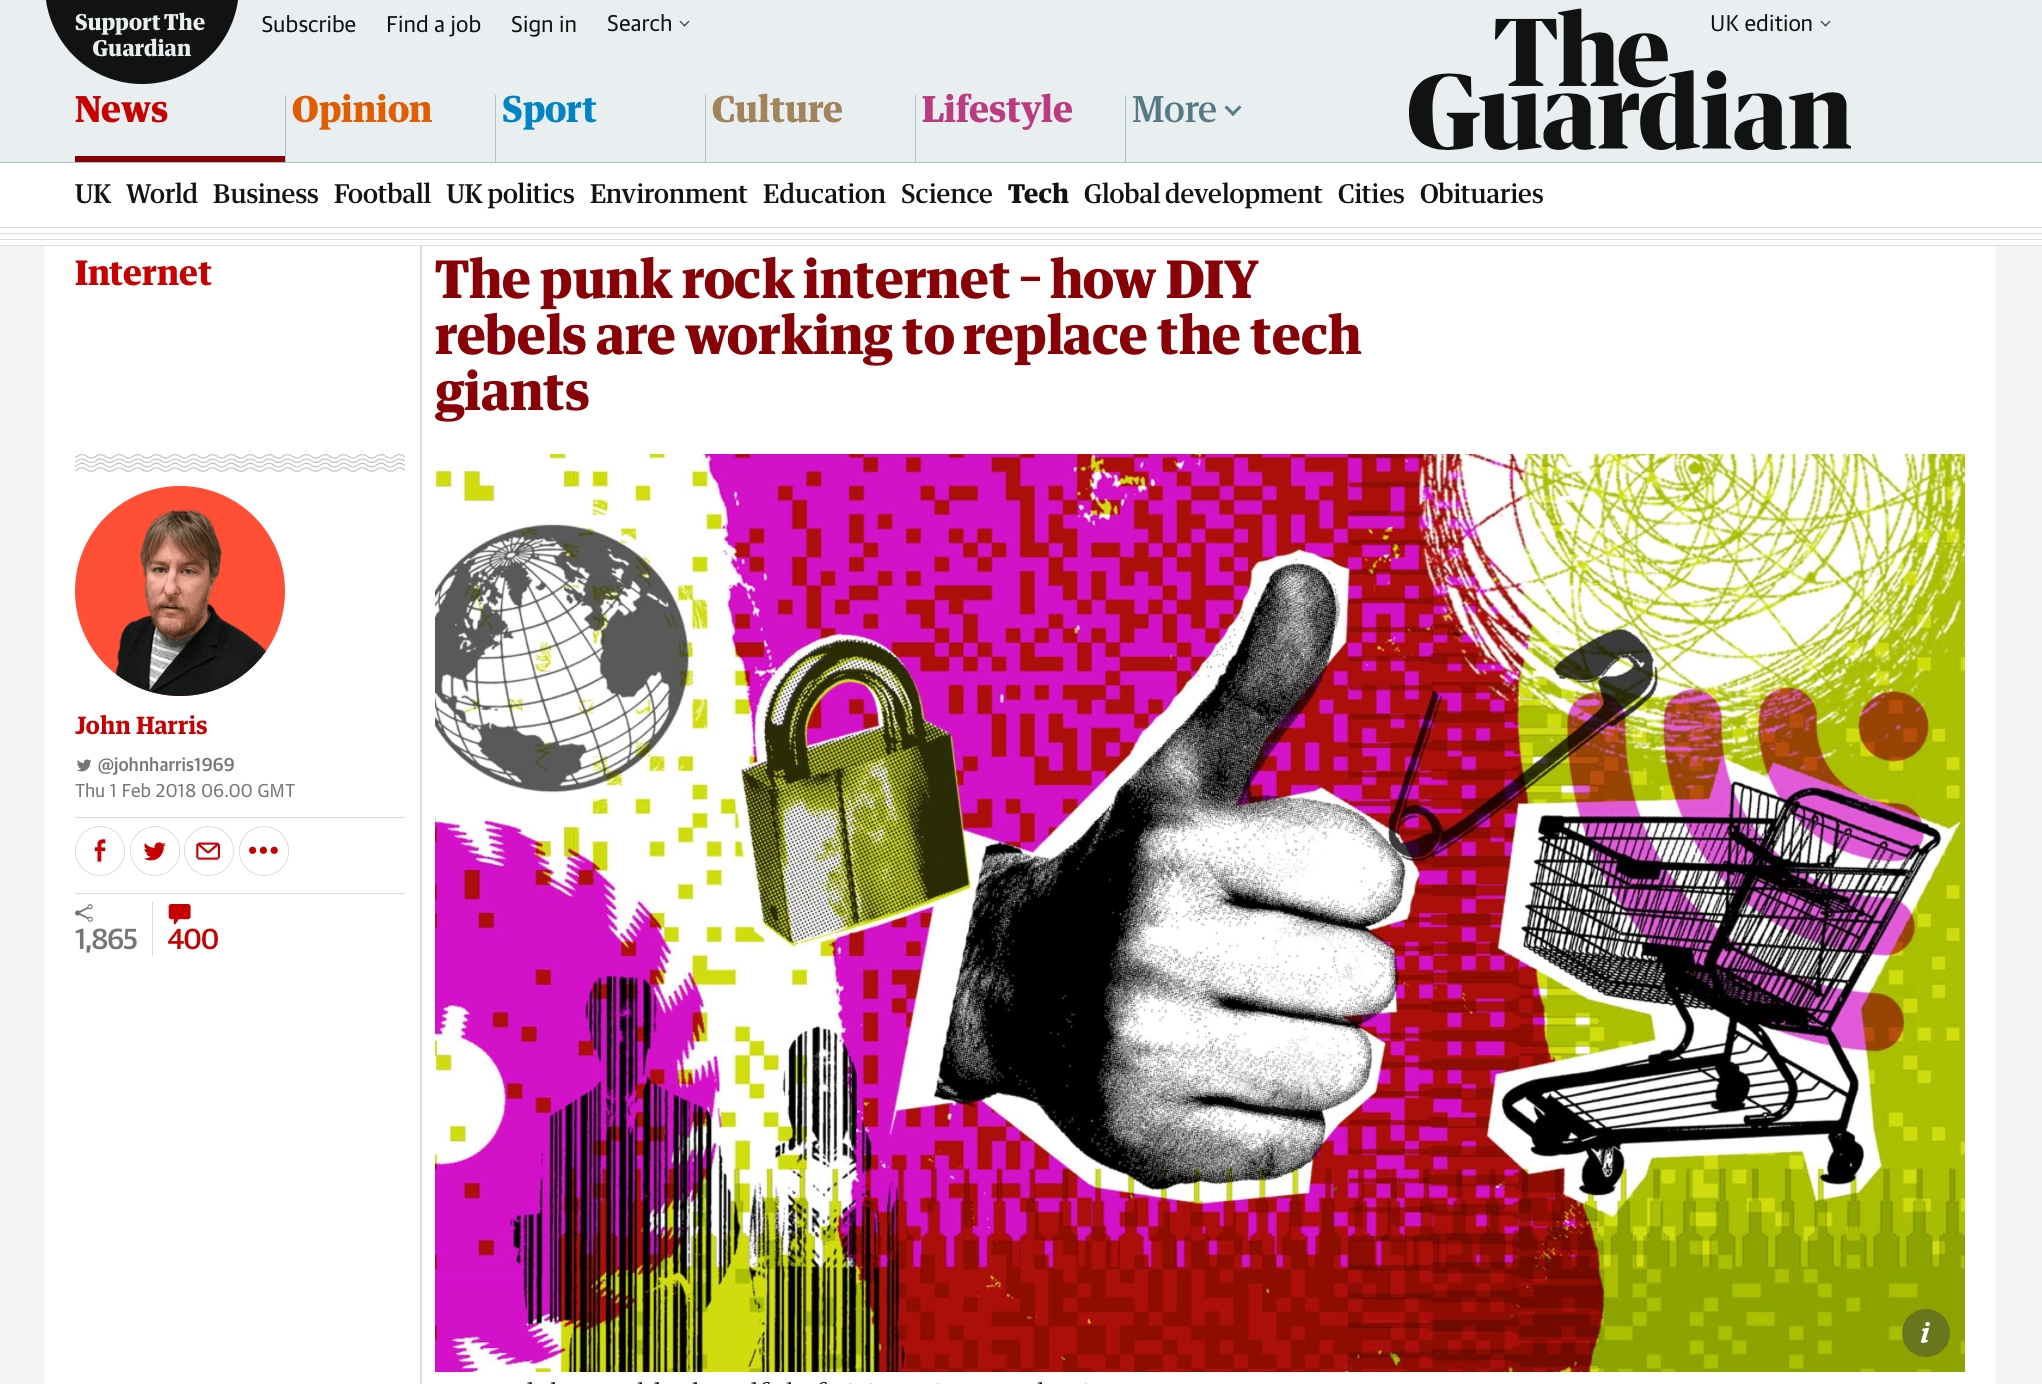 Support The
Guardian
Subscribe Find a job Sign in Search
UK edition
The
Guardian
News Opinion Sport Culture Lifestyle More
UK World Business Football UK politics Environment Education Science Tech Global development Cities Obituaries
Internet
The punk rock internet – how DIY
rebels are working to replace the tech
giants
John Harris
@johnharris1969
Thu 1 Feb 2018 06.00 GMT
1,865 400
i